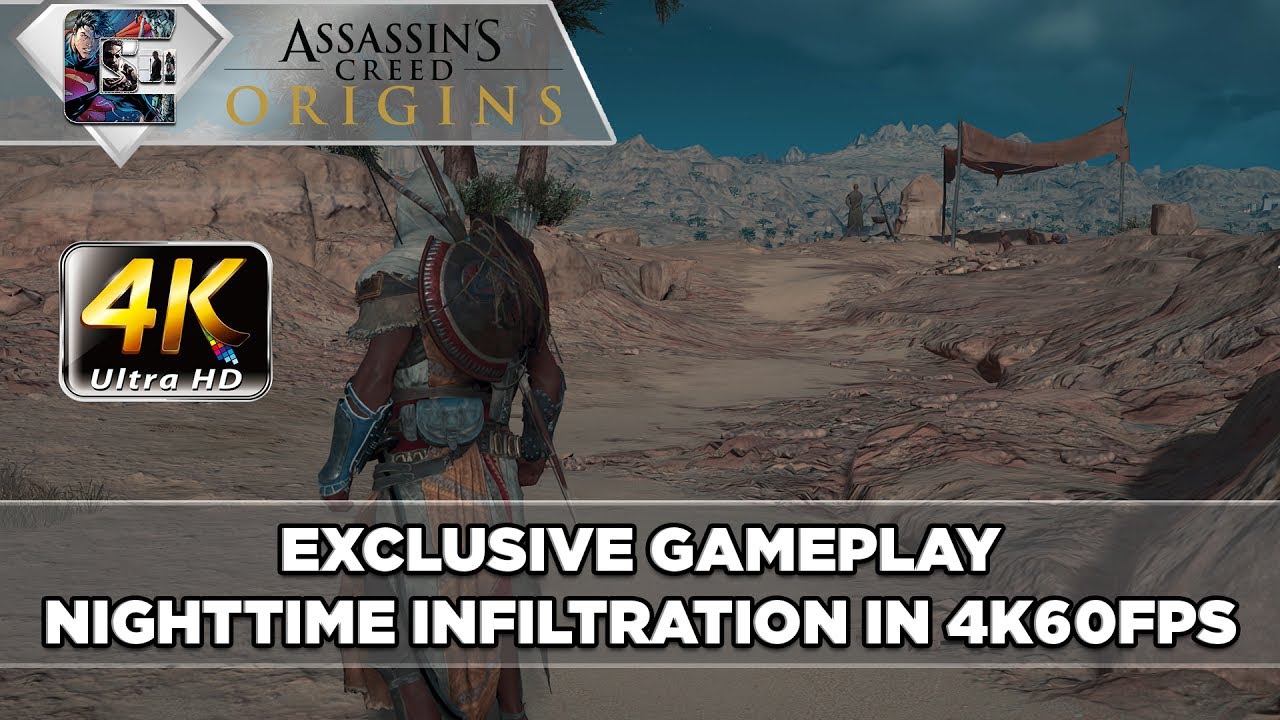 ASSASSIN'S
CREED
ORIGINS
4K
Ultra HD
EXCLUSIVE GAMEPLAY
NIGHTTIME INFILTRATION IN 4K60FPS